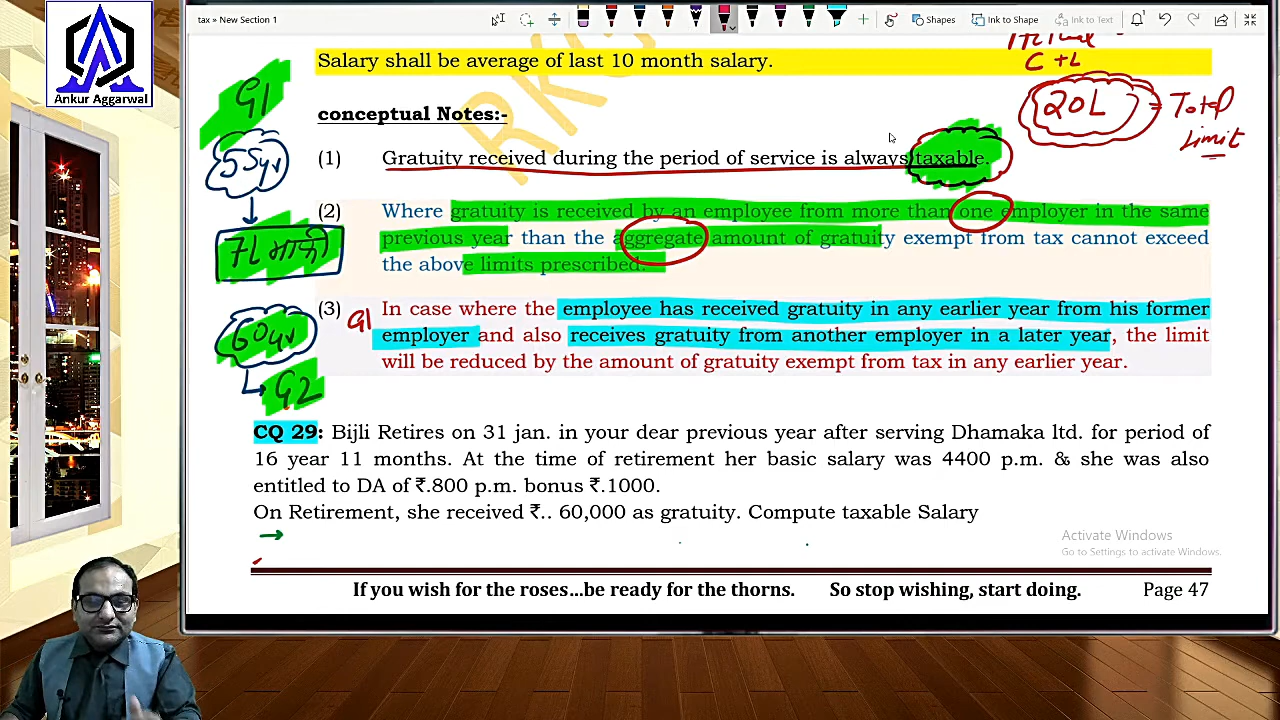 tax » New Section 1
Shapes
Ink to Shape
Ink to Text
Ankur Aggarwal
C + L
Salary shall be average of last 10 month salary.
G1
20L = Total
Limit
conceptual Notes:-
55yr
(1) Gratuity received during the period of service is always taxable.
(2) Where gratuity is received by an employee from more than one employer in the same
previous year than the aggregate amount of gratuity exempt from tax cannot exceed
the above limits prescribed.
7L माफी
(3) In case where the employee has received gratuity in any earlier year from his former
G1
employer and also receives gratuity from another employer in a later year, the limit
will be reduced by the amount of gratuity exempt from tax in any earlier year.
60yr
G2
CQ 29: Bijli Retires on 31 jan. in your dear previous year after serving Dhamaka ltd. for period of
16 year 11 months. At the time of retirement her basic salary was 4400 p.m. & she was also
entitled to DA of ₹.800 p.m. bonus ₹.1000.
On Retirement, she received ₹.. 60,000 as gratuity. Compute taxable Salary
Activate Windows
Go to Settings to activate Windows.
If you wish for the roses...be ready for the thorns. So stop wishing, start doing. Page 47